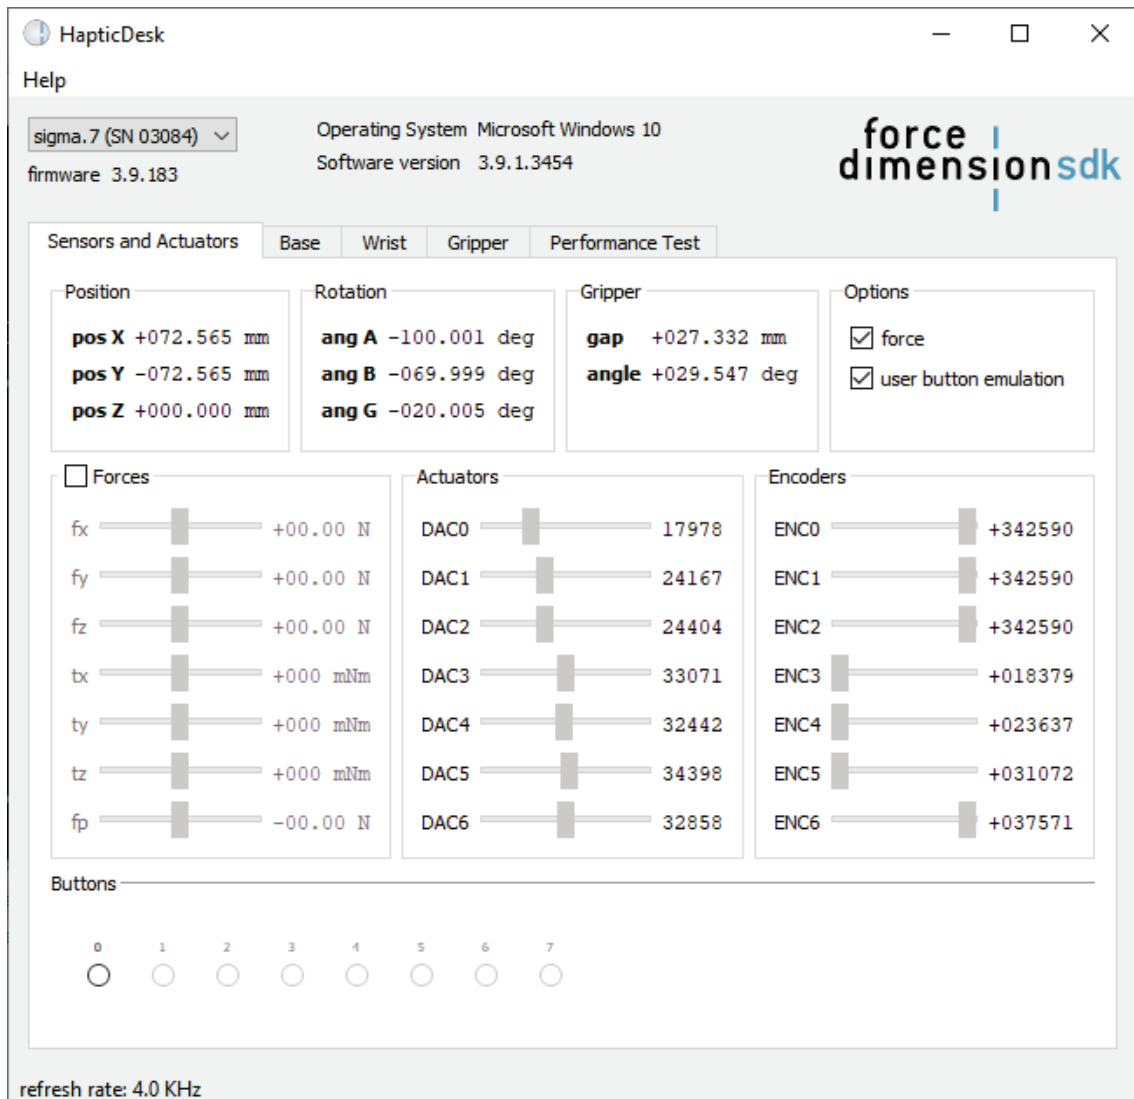 HapticDesk
Help
sigma.7 (SN 03084)
Operating System Microsoft Windows 10
firmware 3.9.183
Software version 3.9.1.3454
force
dimension sdk
Sensors and Actuators Base Wrist Gripper Performance Test
Position
pos X +072.565 mm
pos Y -072.565 mm
pos Z +000.000 mm
Rotation
ang A -100.001 deg
ang B -069.999 deg
ang G -020.005 deg
Gripper
gap +027.332 mm
angle +029.547 deg
Options
force
user button emulation
Forces
fx +00.00 N
fy +00.00 N
fz +00.00 N
tx +000 mNm
ty +000 mNm
tz +000 mNm
fp -00.00 N
Actuators
DAC0 17978
DAC1 24167
DAC2 24404
DAC3 33071
DAC4 32442
DAC5 34398
DAC6 32858
Encoders
ENC0 +342590
ENC1 +342590
ENC2 +342590
ENC3 +018379
ENC4 +023637
ENC5 +031072
ENC6 +037571
Buttons
0 1 2 3 4 5 6 7
refresh rate: 4.0 KHz